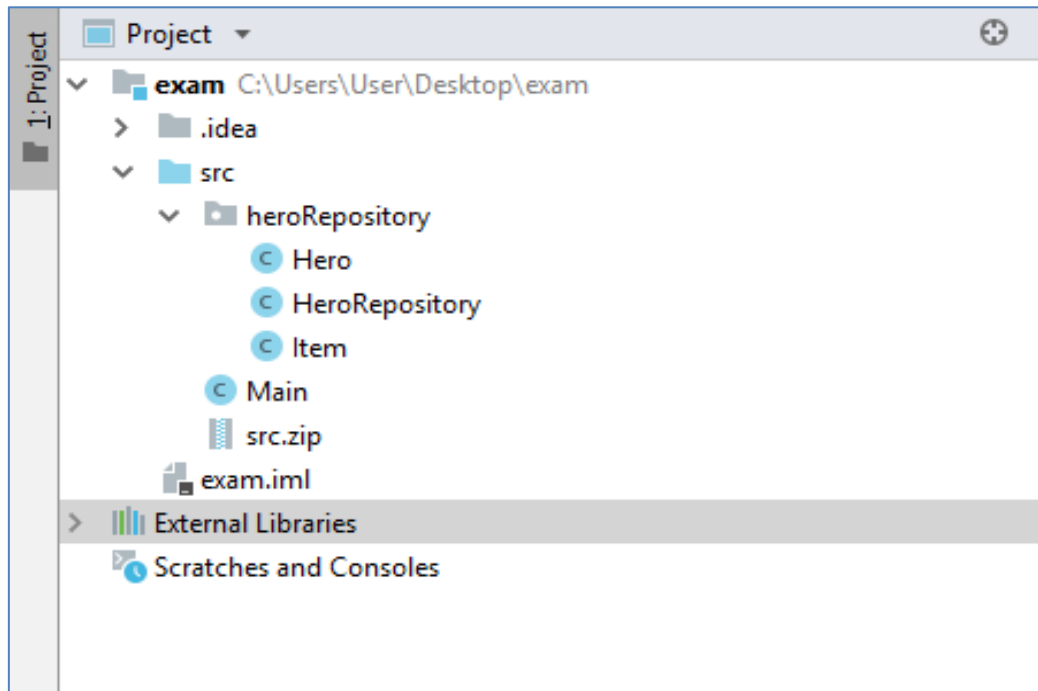 1: Project
Project
exam C:\Users\User\Desktop\exam
.idea
src
heroRepository
C Hero
C HeroRepository
C Item
C Main
src.zip
exam.iml
External Libraries
Scratches and Consoles